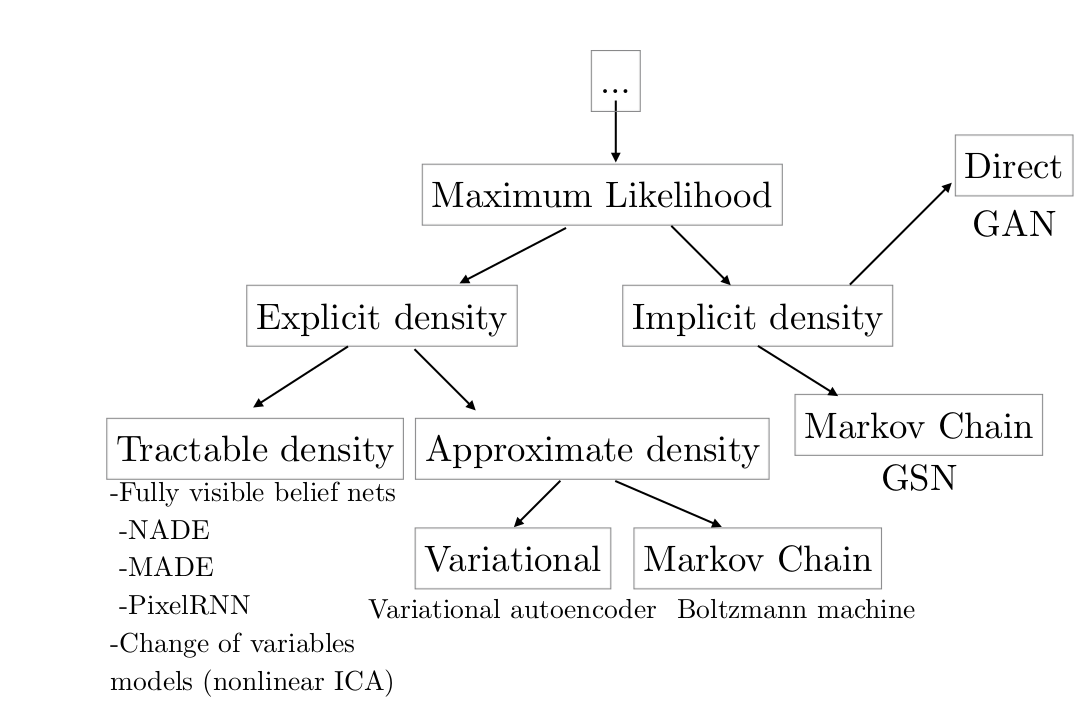 ...
Direct
Maximum Likelihood
GAN
Explicit density
Implicit density
Markov Chain
Tractable density
Approximate density
GSN
-Fully visible belief nets
-NADE
-MADE
-PixelRNN
-Change of variables
models (nonlinear ICA)
Variational
Markov Chain
Variational autoencoder
Boltzmann machine